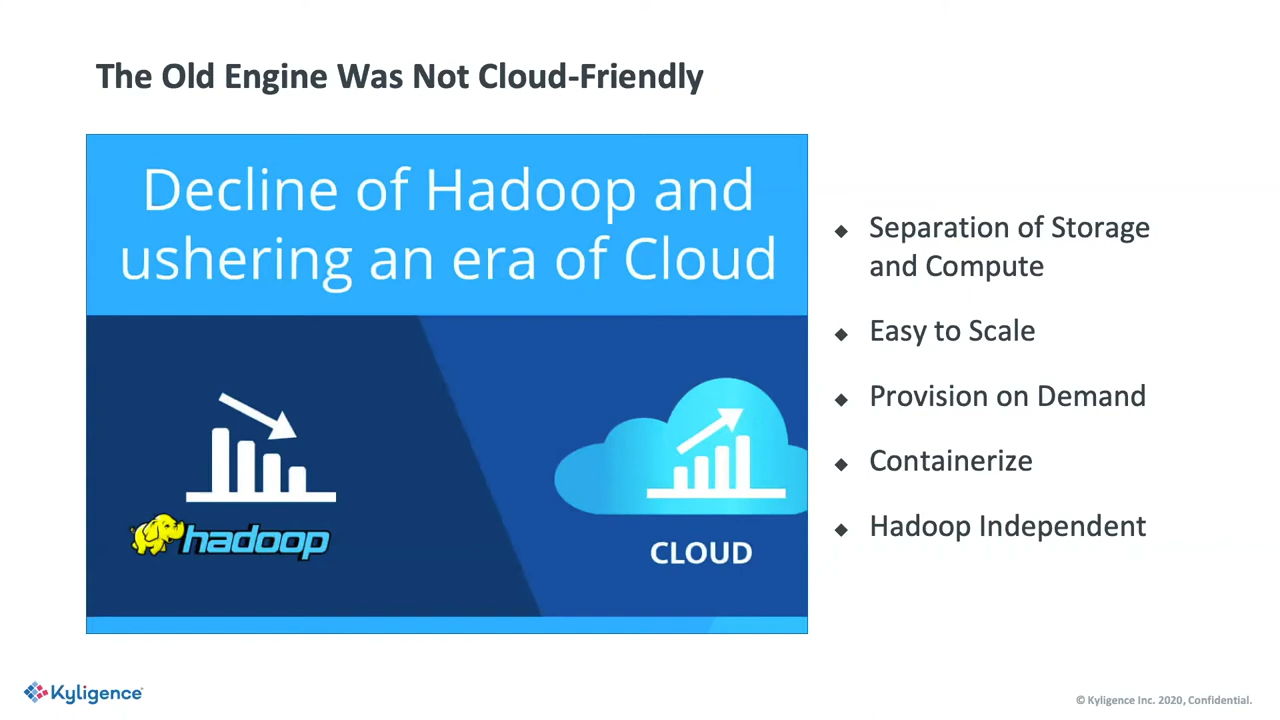 The Old Engine Was Not Cloud-Friendly
Decline of Hadoop and
ushering an era of Cloud
hadoop
CLOUD
◆ Separation of Storage
and Compute
◆ Easy to Scale
◆ Provision on Demand
◆ Containerize
◆ Hadoop Independent
Kyligence
© Kyligence Inc. 2020, Confidential.